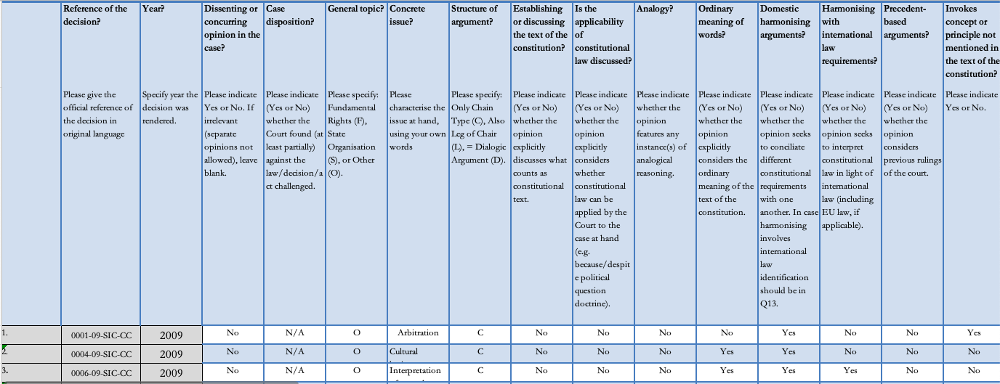 Reference of the decision?
Year?
Dissenting or concurring opinion in the case?
Case disposition?
General topic?
Concrete issue?
Structure of argument?
Establishing or discussing the text of the constitution?
Is the applicability of constitutional law discussed?
Analogy?
Ordinary meaning of words?
Domestic harmonising arguments?
Harmonising with international law requirements?
Precedent-based arguments?
Invokes concept or principle not mentioned in the text of the constitution?
Please give the official reference of the decision in original language
Specify year the decision was rendered.
Please indicate Yes or No. If irrelevant (separate opinions not allowed), leave blank.
Please indicate (Yes or No) whether the Court found (at least partially) against the law/decision/act challenged.
Please specify: Fundamental Rights (F), State Organisation (S), or Other (O).
Please characterise the issue at hand, using your own words
Please specify: Only Chain Type (C), Also Leg of Chair (L), = Dialogic Argument (D).
Please indicate (Yes or No) whether the opinion explicitly discusses what counts as constitutional text.
Please indicate (Yes or No) whether the opinion explicitly considers whether constitutional law can be applied by the Court to the case at hand (e.g. because/despite political question doctrine).
Please indicate whether the opinion features any instance(s) of analogical reasoning.
Please indicate (Yes or No) whether the opinion explicitly considers the ordinary meaning of the text of the constitution.
Please indicate (Yes or No) whether the opinion seeks to conciliate different constitutional requirements with one another. In case harmonising involves international law identification should be in Q13.
Please indicate (Yes or No) whether the opinion seeks to interpret constitutional law in light of international law (including EU law, if applicable).
Please indicate (Yes or No) whether the opinion considers previous rulings of the court.
Please indicate Yes or No.
1. 0001-09-SIC-CC 2009 No N/A O Arbitration C No No No No Yes No No Yes
2. 0004-09-SIC-CC 2009 No N/A O Cultural C No No No Yes Yes No No No
3. 0006-09-SIC-CC 2009 No N/A O Interpretation C No No No Yes Yes Yes No No